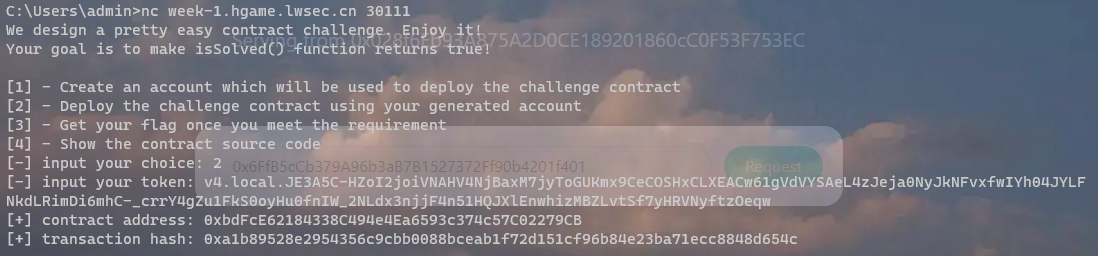 C:\Users\admin>nc week-1.hgame.lwsec.cn 30111
We design a pretty easy contract challenge. Enjoy it!
Your goal is to make isSolved() function returns true!
[1] - Create an account which will be used to deploy the challenge contract
[2] - Deploy the challenge contract using your generated account
[3] - Get your flag once you meet the requirement
[4] - Show the contract source code
[-] input your choice: 2
0x6FfB5cCb379A96b3aB7B1527372Ff90b4201f401
Request
[-] input your token: v4.local.JE3A5C-HZoI2joiVNAHV4NjBaxM7jyToGUKmx9CeCOSHxCLXEACw61gVdVYSAeL4zJeja0NyJkNFvxfwIYh04JYLF
NkdLRimDi6mhC-_crrY4gZu1FkS0oyHu0fnIW_2NLdx3njjF4n51HQJXlEnwhizMBZLvtSf7yHRVNyftzOeqw
[+] contract address: 0xbdFcE62184338C494e4Ea6593c374c57C02279CB
[+] transaction hash: 0xa1b89528e2954356c9cbb0088bceab1f72d151cf96b84e23ba71ecc8848d654c